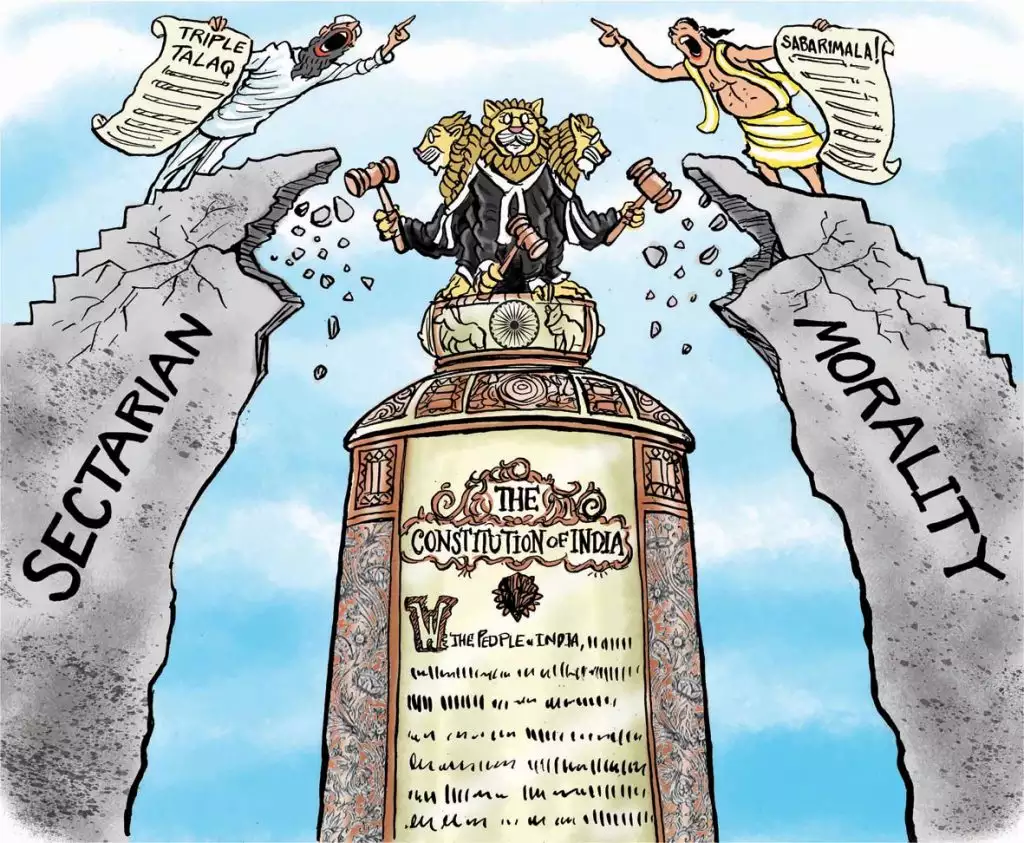 TRIPLE
TALAQ
SABARIMALA!
SECTARIAN
MORALITY
THE
CONSTITUTION OF INDIA
WE THE PEOPLE OF INDIA,